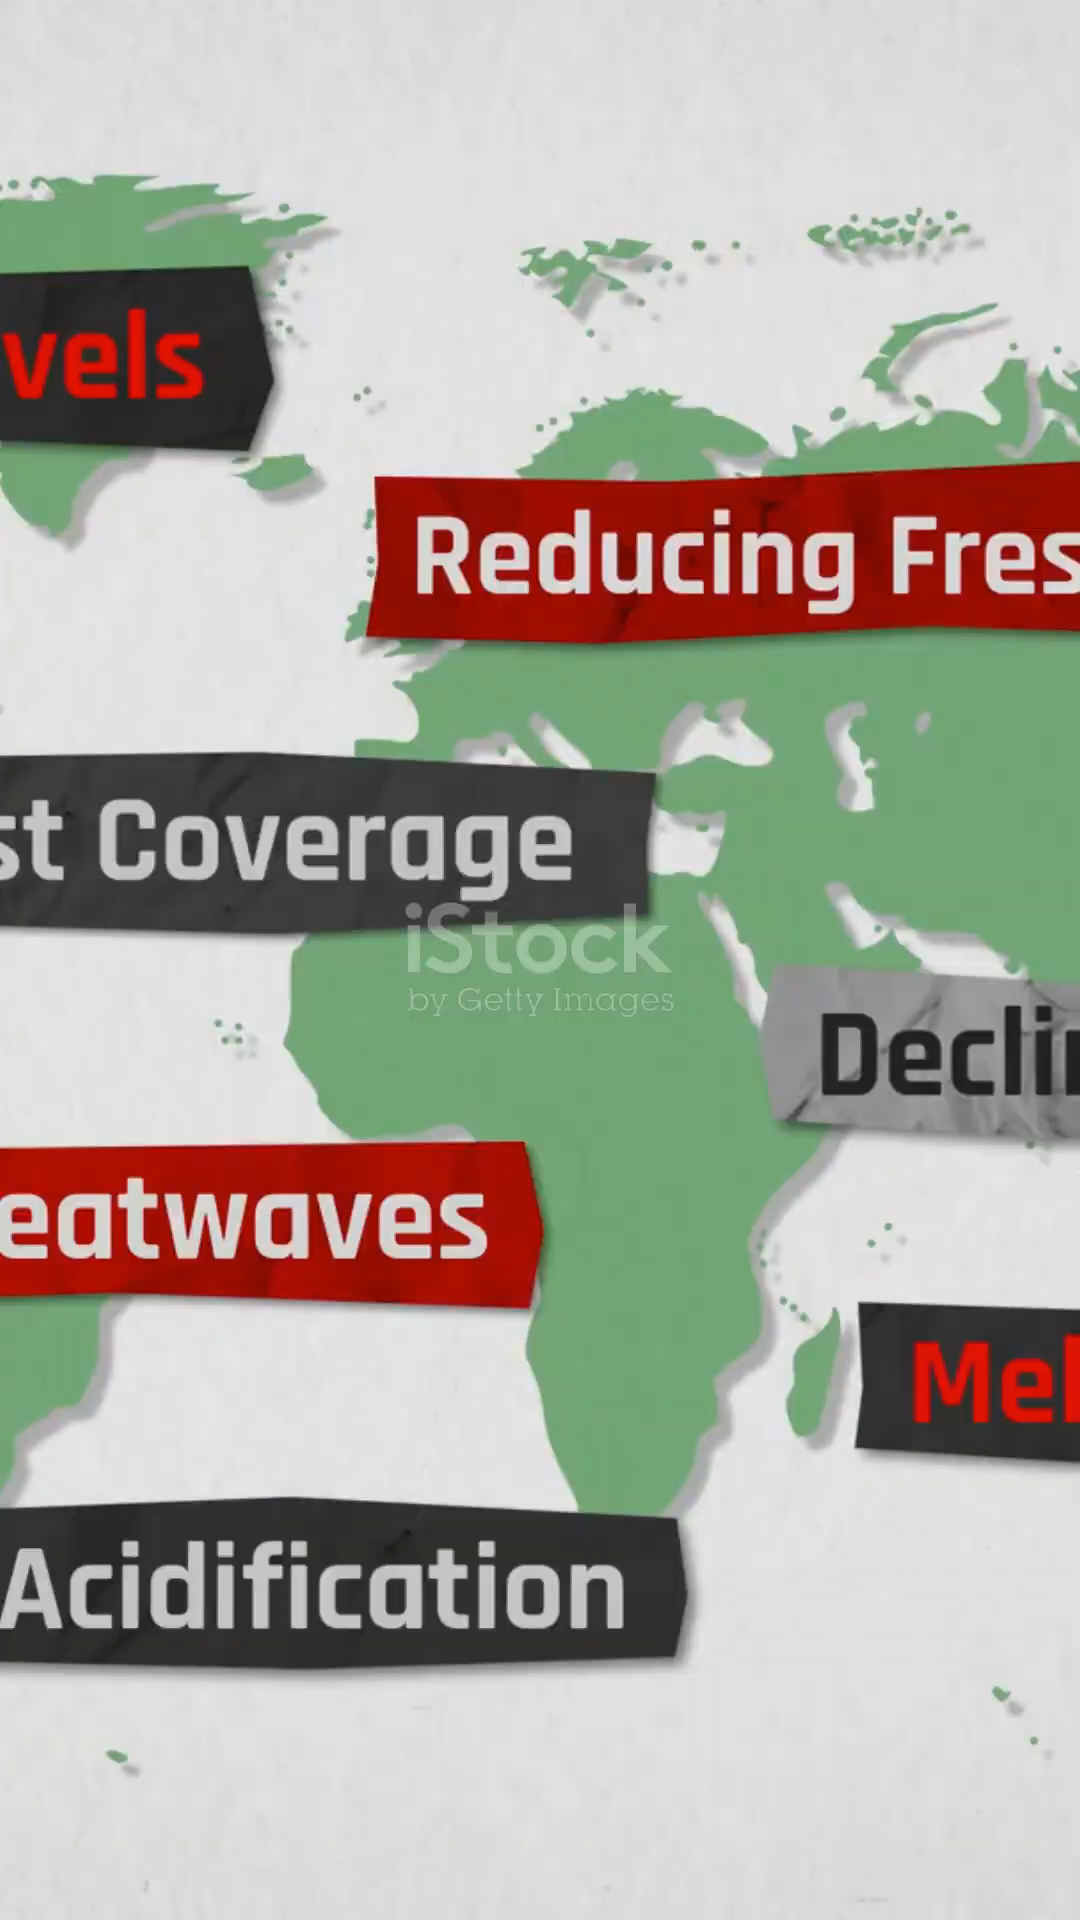 vels
Reducing Fres
st Coverage
iStock
by Getty Images
Declin
eatwaves
Mel
Acidification